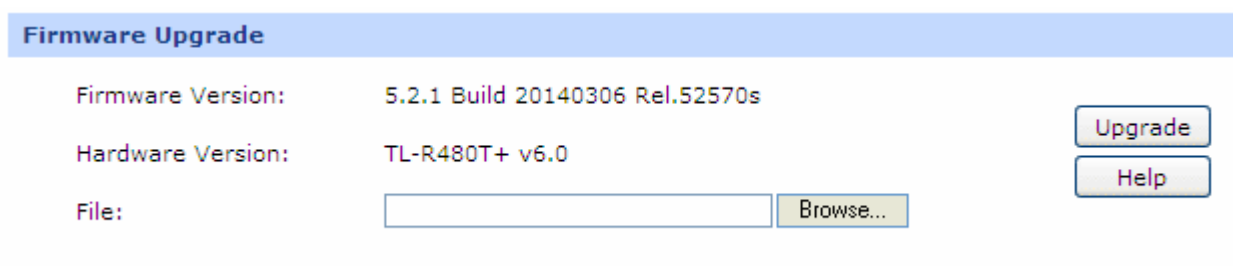 Firmware Upgrade
Firmware Version: 5.2.1 Build 20140306 Rel.52570s
Upgrade
Hardware Version: TL-R480T+ v6.0
Help
File: Browse...